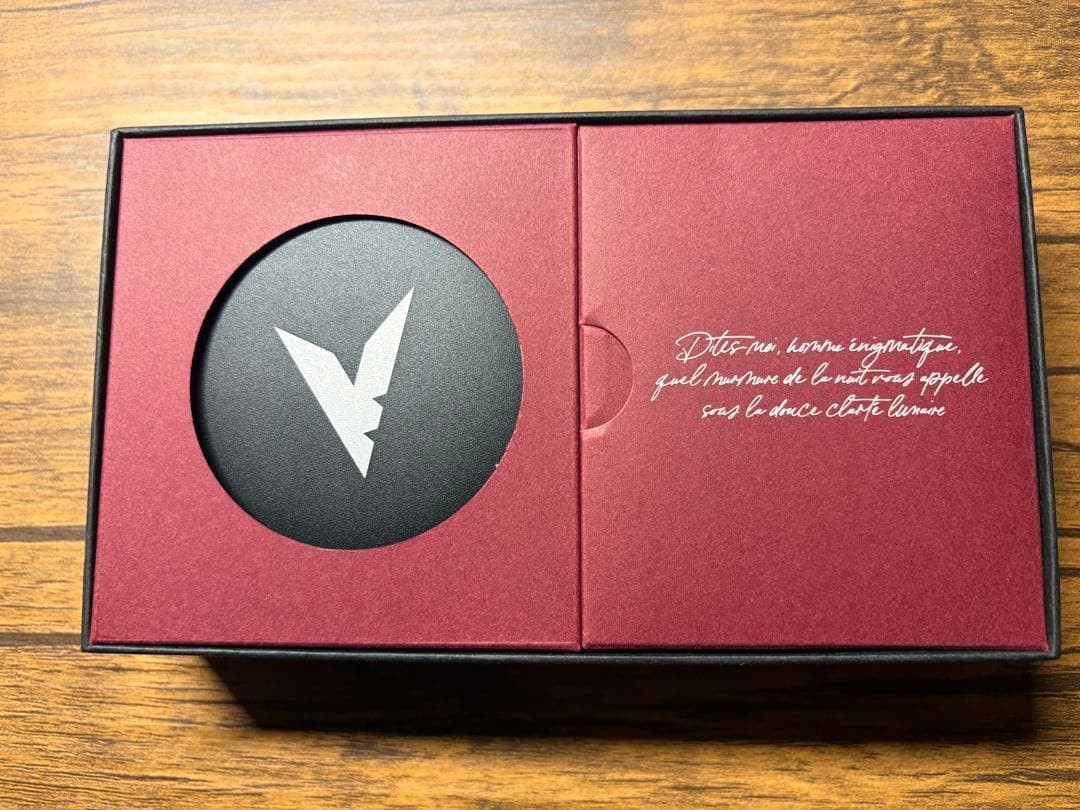 Dites moi, homme énigmatique,
quel murmure de la nuit vous appelle
sous la douce clarté lunaire